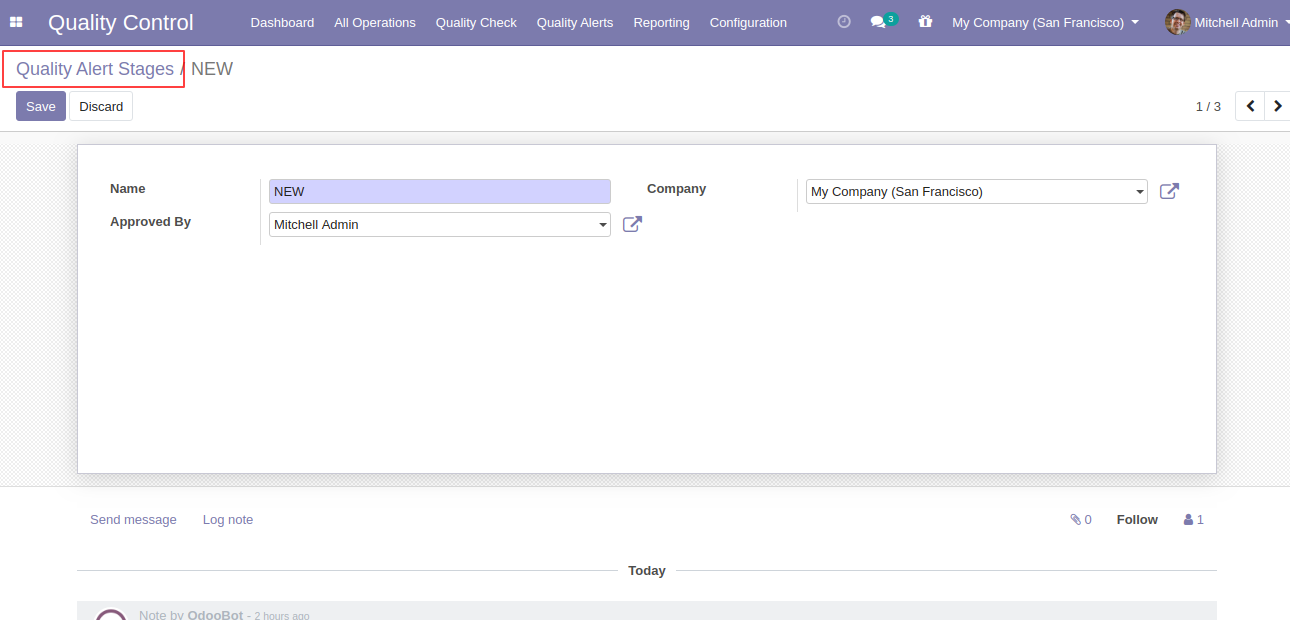 Quality Control Dashboard All Operations Quality Check Quality Alerts Reporting Configuration 3 My Company (San Francisco) Mitchell Admin
Quality Alert Stages / NEW
Save Discard 1 / 3
Name NEW Company My Company (San Francisco)
Approved By Mitchell Admin
Send message Log note 0 Follow 1
Today
Note by OdooBot - 2 hours ago